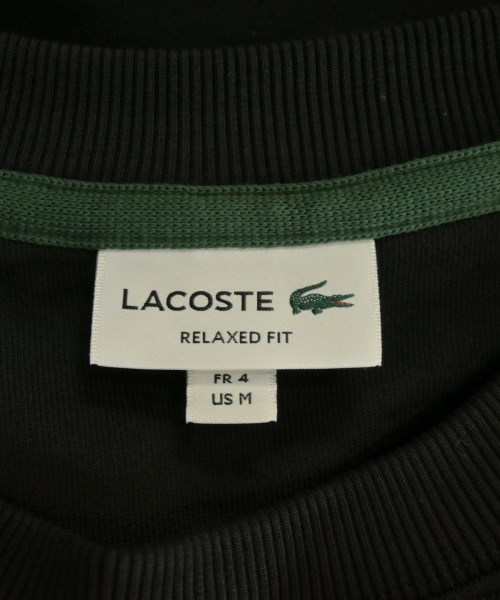 LACOSTE
RELAXED FIT
FR 4
US M